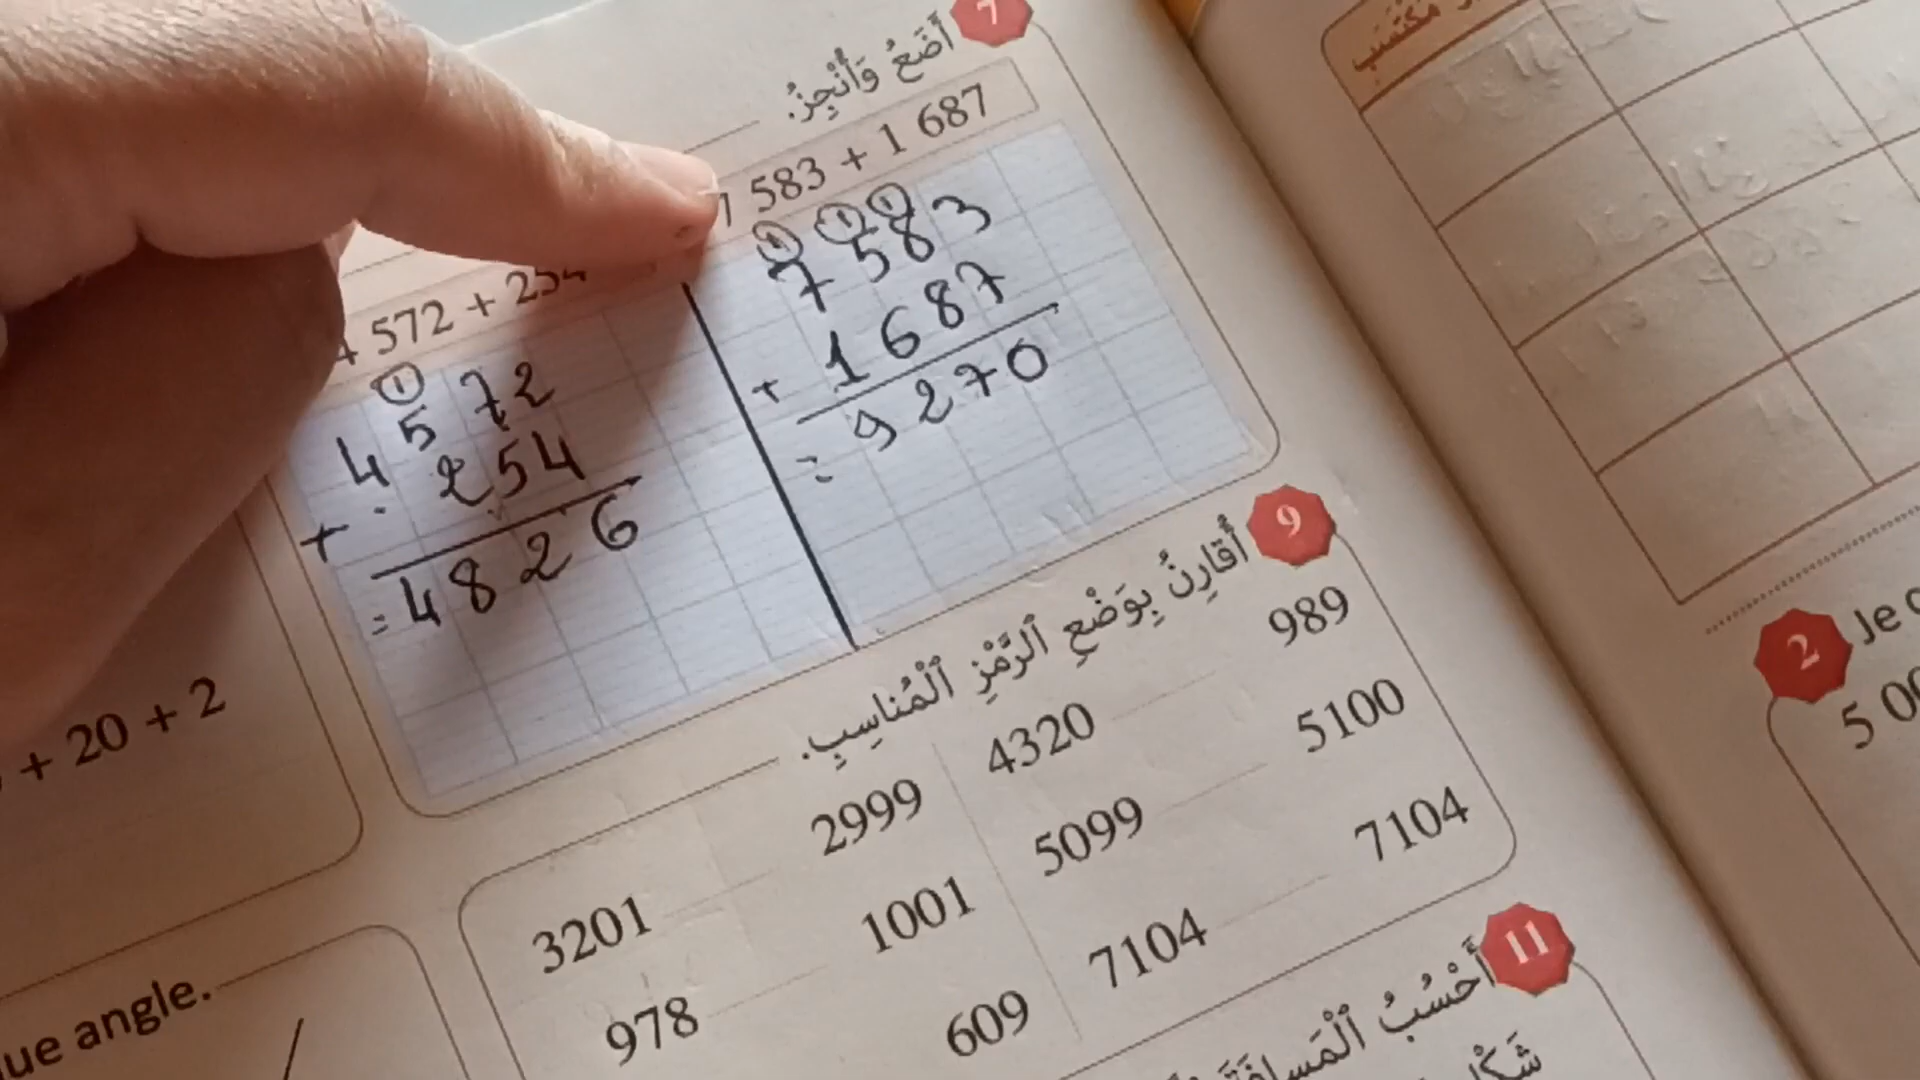 7
أَضَعُ وَأُنْجِزُ.
7 583 + 1 687
4 572 + 254
① ① ①
7 5 8 3
+ 1 6 8 7
= 9 2 7 0
①
4 5 7 2
+ . 2 5 4
= 4 8 2 6
9
أُقَارِنُ بِوَضْعِ ٱلرَّمْزِ ٱلْمُنَاسِبِ.
4320 989
3201 2999
5099 5100
978 1001
7104 7104
609
11
أَحْسُبُ ٱلْمَسافَةَ
+ 20 + 2
ue angle.
2
Je
5 00